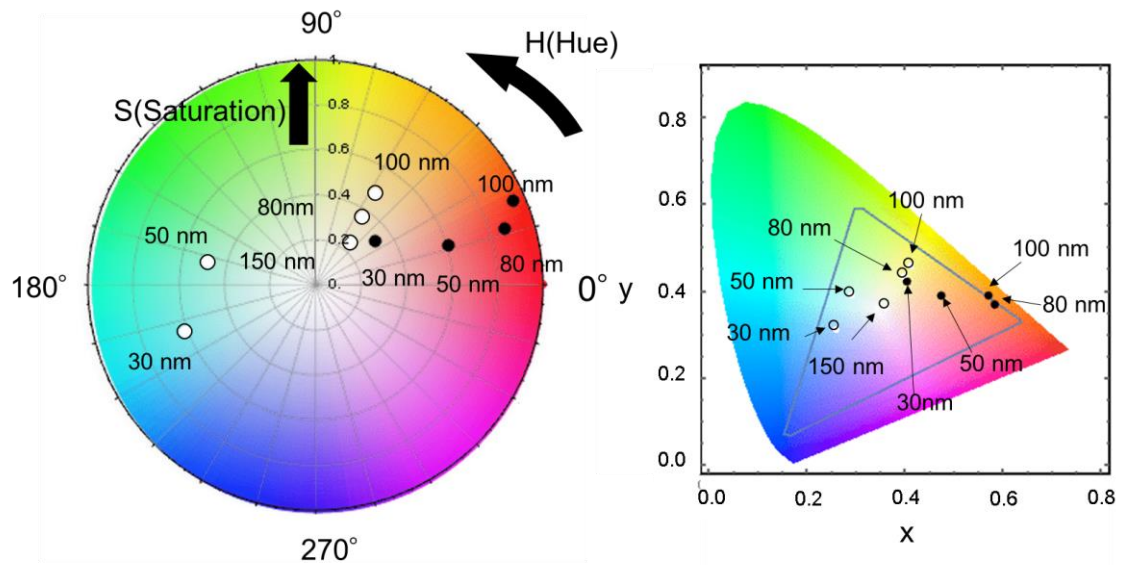 90°
H(Hue)
S(Saturation)
1.
0.8
0.6
0.4
0.2
0.
100 nm
100 nm
80nm
50 nm
150 nm
30 nm
50 nm
80 nm
30 nm
180°
0°
270°
y
0.8
0.6
0.4
0.2
0.0
100 nm
80 nm
100 nm
50 nm
80 nm
30 nm
150 nm
50 nm
30nm
0.0 0.2 0.4 0.6 0.8
x